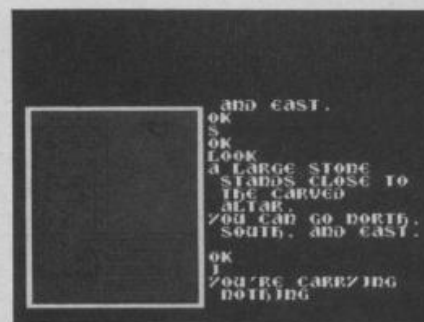 AND EAST.
OK
S
OK
LOOK
A LARGE STONE
STANDS CLOSE TO
THE CARVED
ALTAR.
YOU CAN GO NORTH,
SOUTH, AND EAST.
OK
I
YOU'RE CARRYING
NOTHING